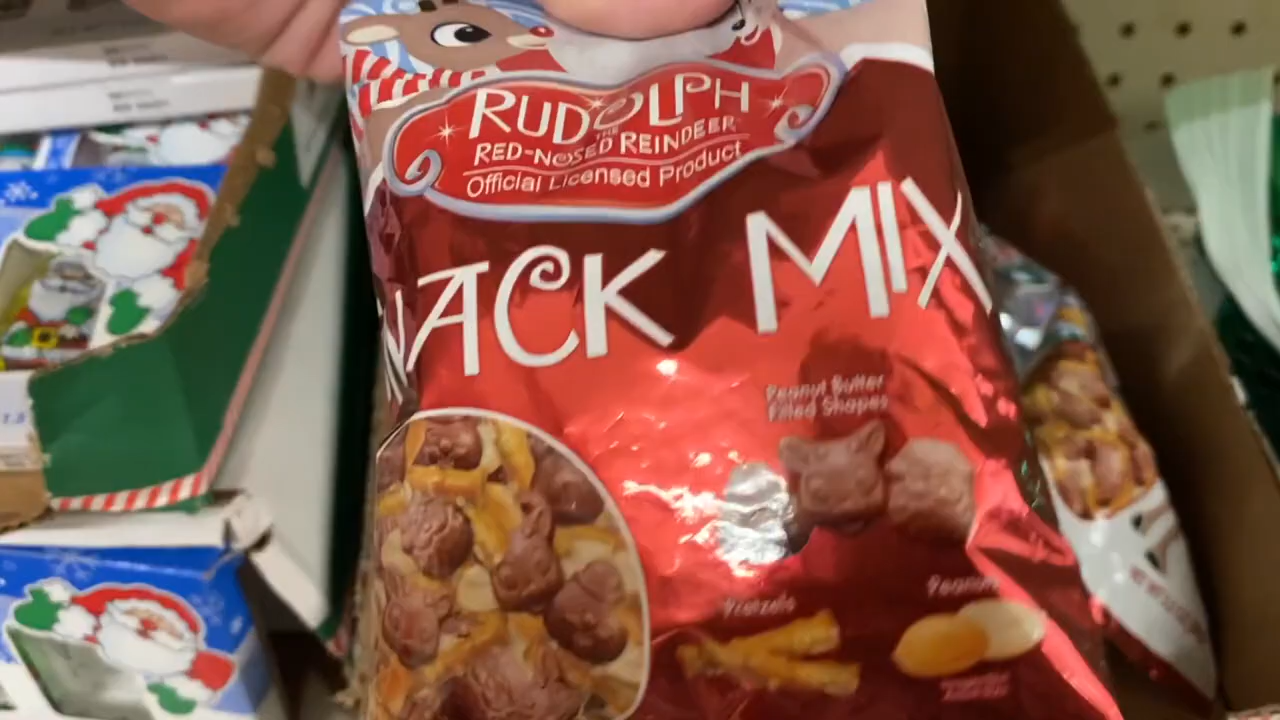 RUDOLPH
THE
RED-NOSED REINDEER
Official Licensed Product
NACK MIX
Peanut Butter
Filled Shapes
Pretzels
Peanuts